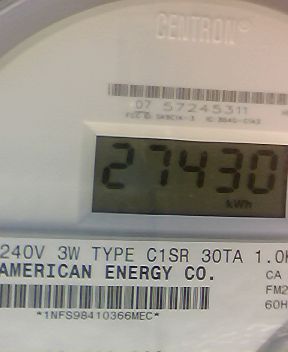 CENTRON®
07 57245311
27430
kWh
240V 3W TYPE C1SR 30TA 1.0K
AMERICAN ENERGY CO.
CA
FM2
60H
*1NFS98410366MEC*